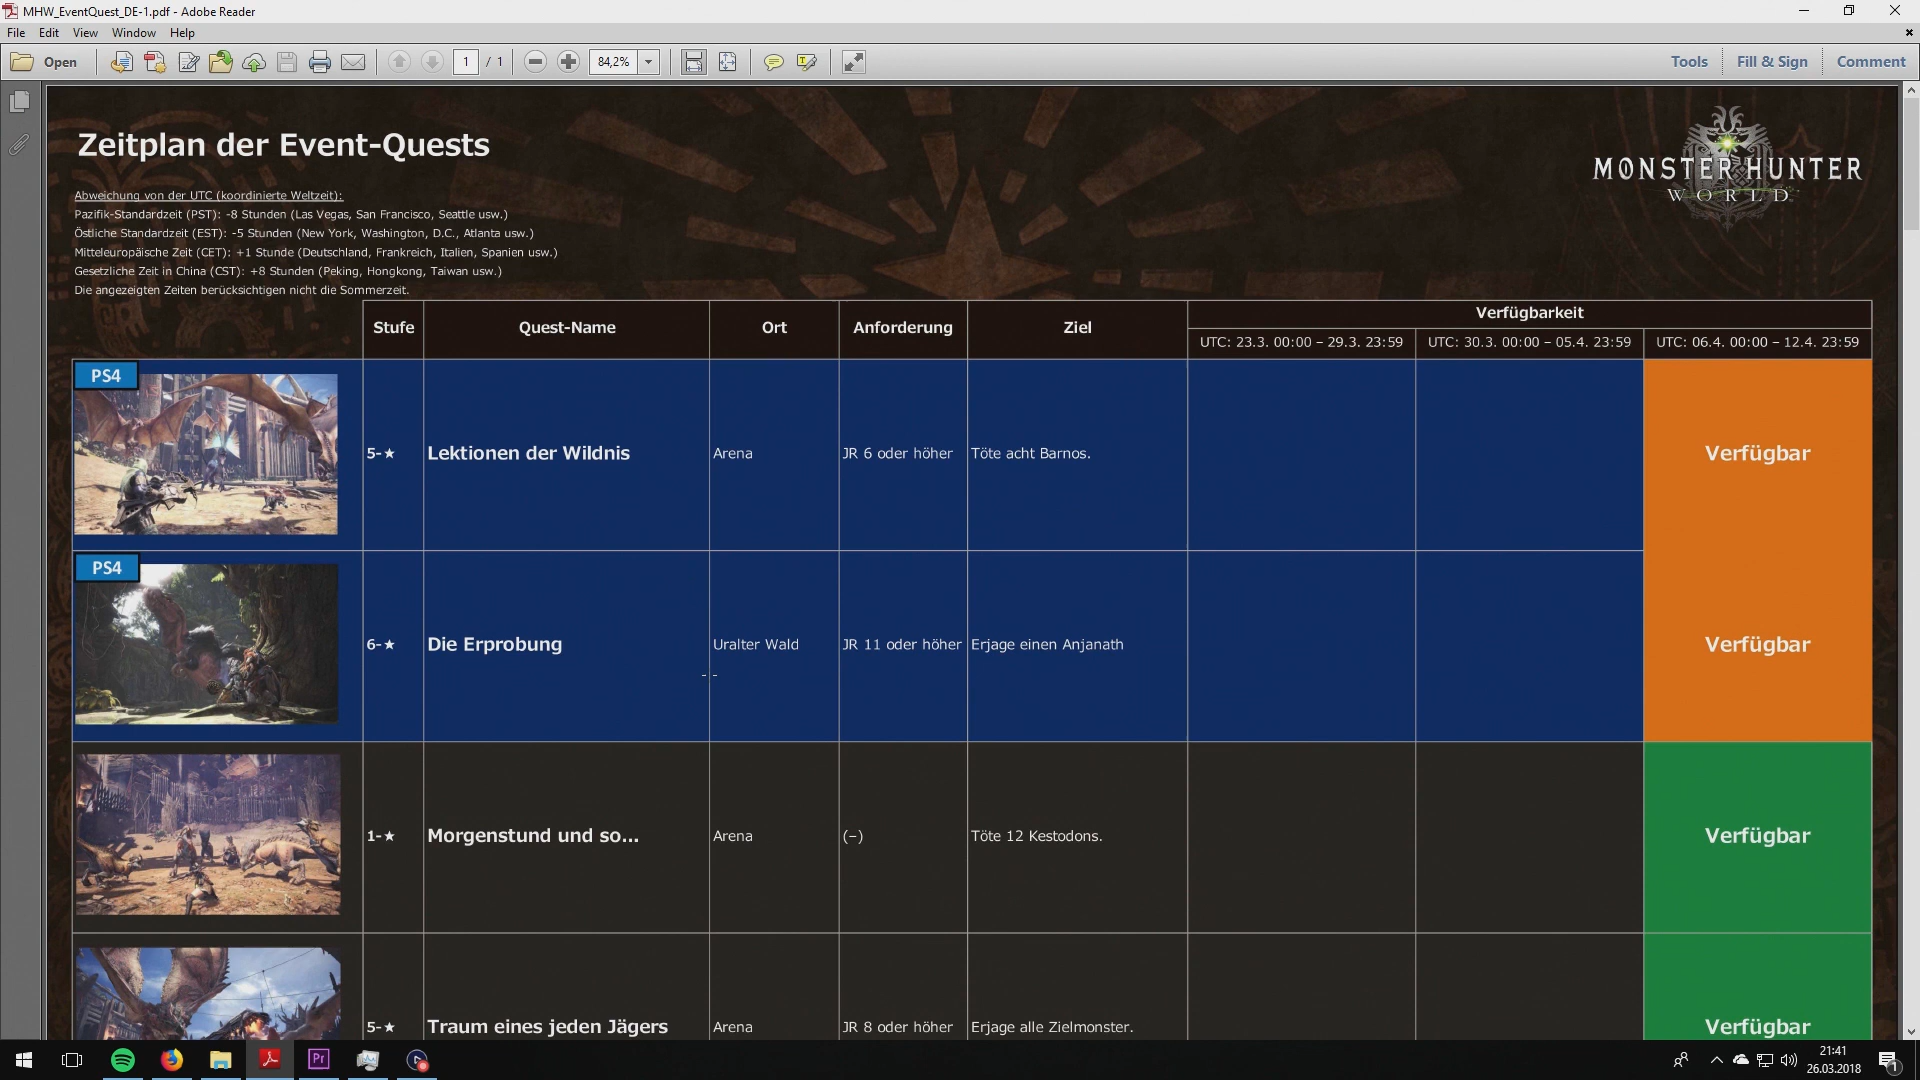 MHW_EventQuest_DE-1.pdf - Adobe Reader
File Edit View Window Help
Open 1 / 1 84,2% Tools Fill & Sign Comment
Zeitplan der Event-Quests
MONSTER HUNTER
WORLD
Abweichung von der UTC (koordinierte Weltzeit):
Pazifik-Standardzeit (PST): -8 Stunden (Las Vegas, San Francisco, Seattle usw.)
Östliche Standardzeit (EST): -5 Stunden (New York, Washington, D.C., Atlanta usw.)
Mitteleuropäische Zeit (CET): +1 Stunde (Deutschland, Frankreich, Italien, Spanien usw.)
Gesetzliche Zeit in China (CST): +8 Stunden (Peking, Hongkong, Taiwan usw.)
Die angezeigten Zeiten berücksichtigen nicht die Sommerzeit.
Stufe Quest-Name Ort Anforderung Ziel Verfügbarkeit
UTC: 23.3. 00:00 – 29.3. 23:59 UTC: 30.3. 00:00 – 05.4. 23:59 UTC: 06.4. 00:00 – 12.4. 23:59
PS4
5-★ Lektionen der Wildnis Arena JR 6 oder höher Töte acht Barnos. Verfügbar
PS4
6-★ Die Erprobung Uralter Wald JR 11 oder höher Erjage einen Anjanath Verfügbar
1-★ Morgenstund und so... Arena (–) Töte 12 Kestodons. Verfügbar
5-★ Traum eines jeden Jägers Arena JR 8 oder höher Erjage alle Zielmonster. Verfügbar
Pr
21:41
26.03.2018
1